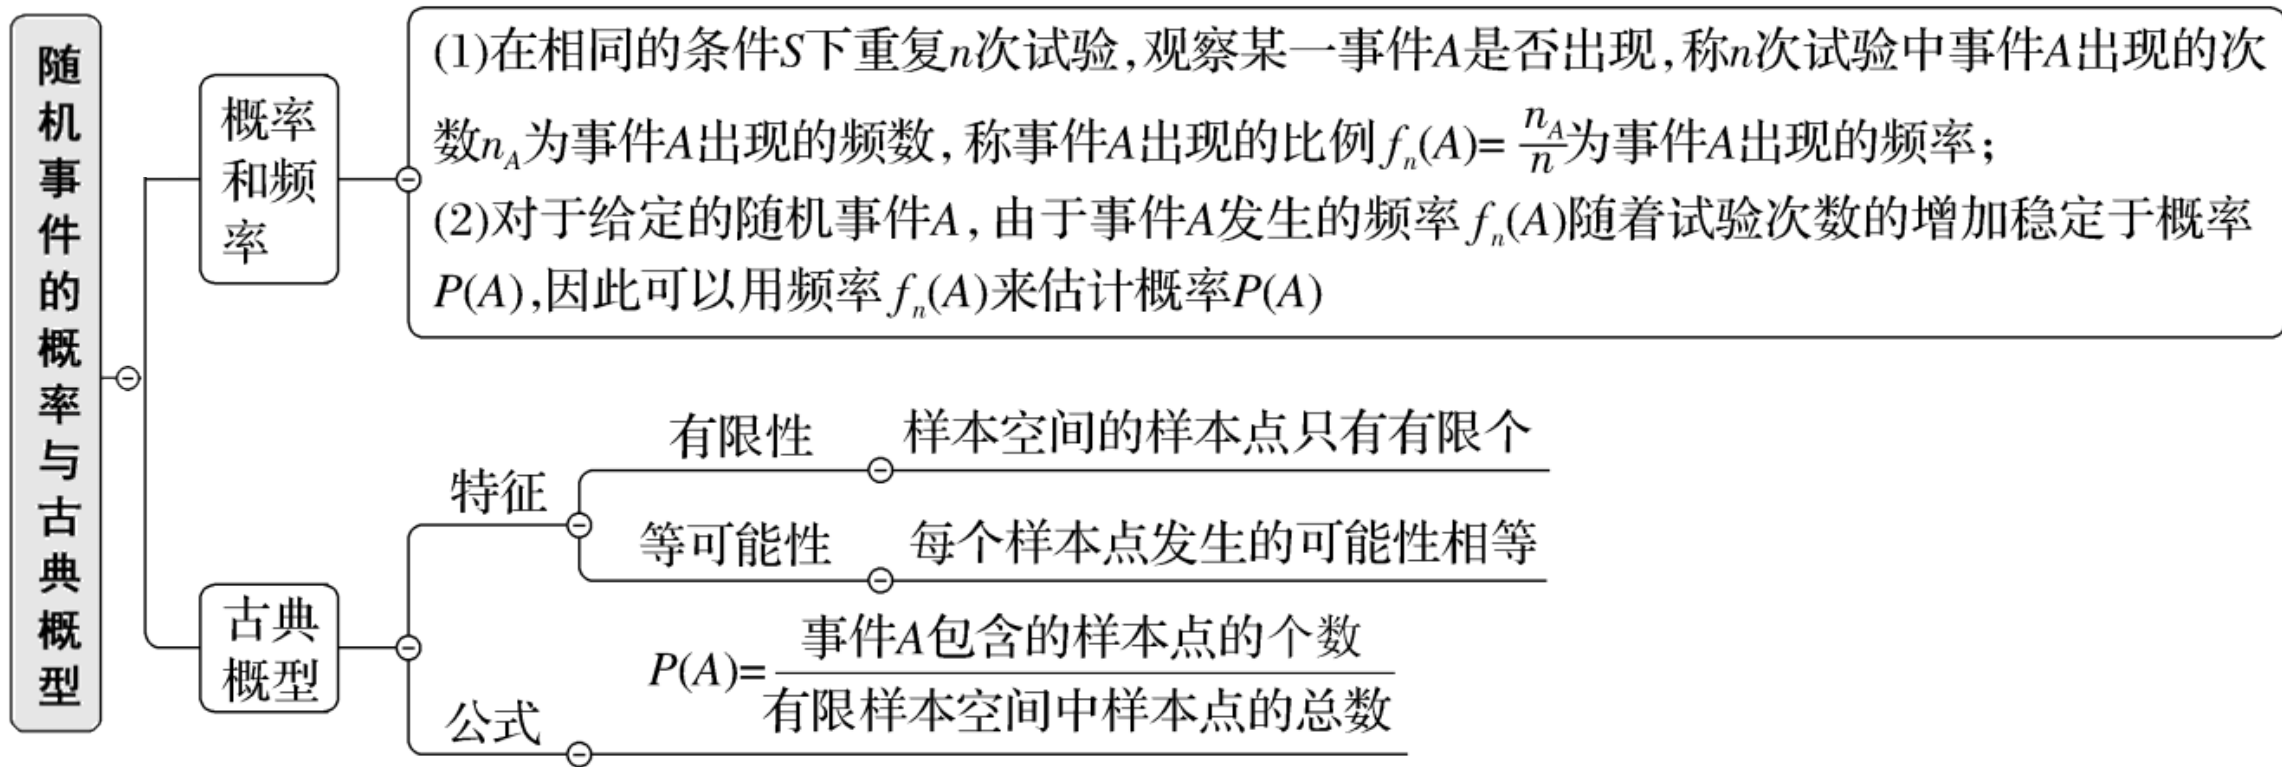 随机事件的概率与古典概型
概率
和频
率
(1)在相同的条件S下重复n次试验,观察某一事件A是否出现,称n次试验中事件A出现的次
数n_A为事件A出现的频数,称事件A出现的比例f_n(A)=n_A/n为事件A出现的频率;
(2)对于给定的随机事件A,由于事件A发生的频率f_n(A)随着试验次数的增加稳定于概率
P(A),因此可以用频率f_n(A)来估计概率P(A)
古典
概型
特征
有限性
样本空间的样本点只有有限个
等可能性
每个样本点发生的可能性相等
公式
P(A)=事件A包含的样本点的个数/有限样本空间中样本点的总数